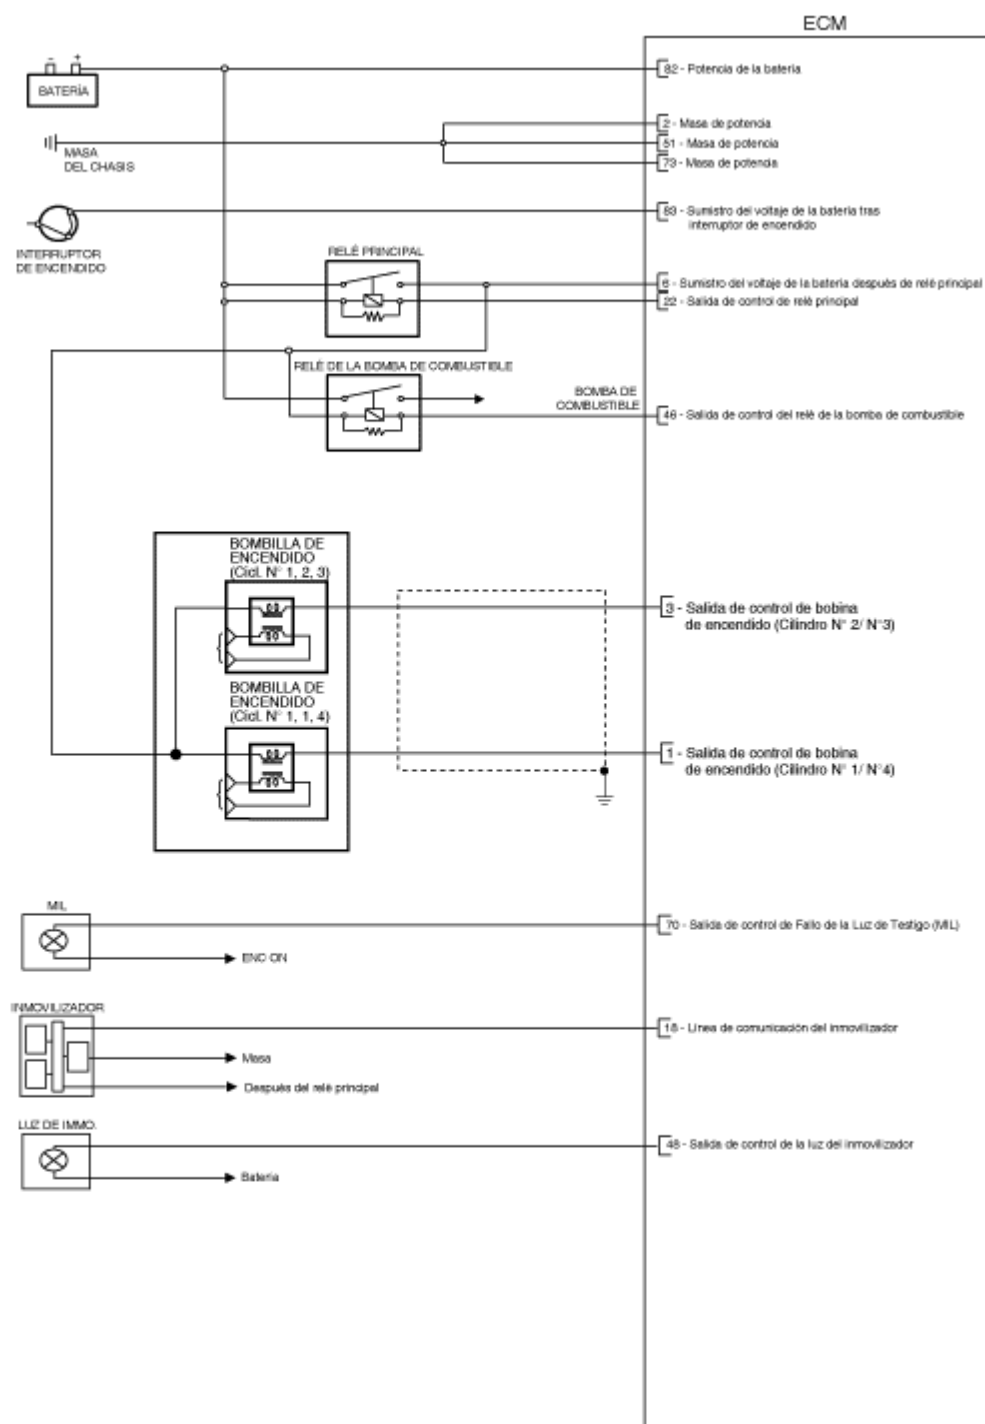 ECM
- +
BATERÍA
82 - Potencia de la batería
MASA
DEL CHASIS
2 - Masa de potencia
51 - Masa de potencia
73 - Masa de potencia
INTERRUPTOR
DE ENCENDIDO
83 - Sumistro del voltaje de la batería tras
interruptor de encendido
RELÉ PRINCIPAL
6 - Sumistro del voltaje de la batería después de relé principal
22 - Salida de control de relé principal
RELÉ DE LA BOMBA DE COMBUSTIBLE
BOMBA DE
COMBUSTIBLE
46 - Salida de control del relé de la bomba de combustible
BOMBILLA DE
ENCENDIDO
(Cicl. N° 1, 2, 3)
3 - Salida de control de bobina
de encendido (Cilindro N° 2/ N°3)
BOMBILLA DE
ENCENDIDO
(Cicl. N° 1, 1, 4)
1 - Salida de control de bobina
de encendido (Cilindro N° 1/ N°4)
MIL
70 - Salida de control de Fallo de la Luz de Testigo (MIL)
ENC ON
INMOVILIZADOR
18 - Línea de comunicación del inmovilizador
Masa
Después del relé principal
LUZ DE IMMO.
48 - Salida de control de la luz del inmovilizador
Batería